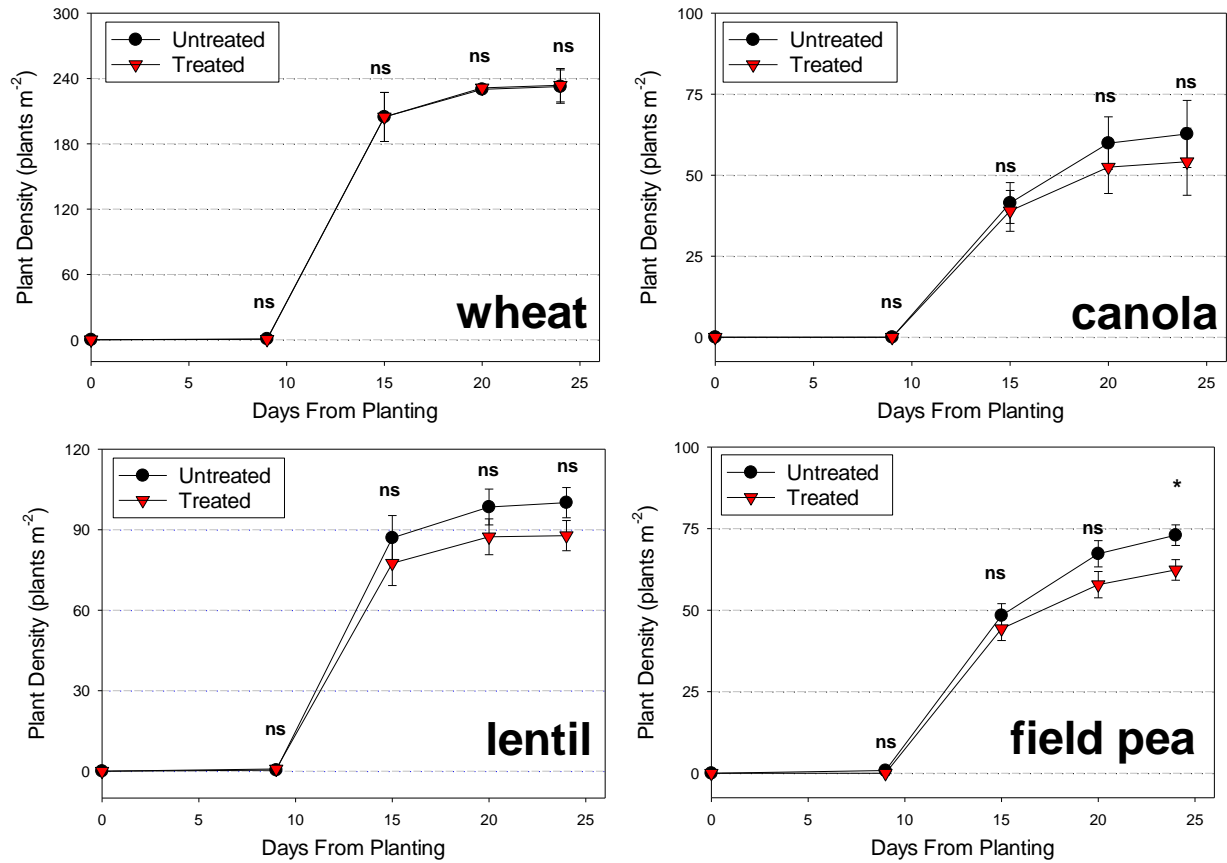 Untreated
Treated
Plant Density (plants m-2)
300
240
180
120
60
0
ns
ns
ns
ns
wheat
0
5
10
15
20
25
Days From Planting
Untreated
Treated
Plant Density (plants m-2)
100
75
50
25
0
ns
ns
ns
ns
canola
0
5
10
15
20
25
Days From Planting
Untreated
Treated
Plant Density (plants m-2)
120
90
60
30
0
ns
ns
ns
ns
lentil
0
5
10
15
20
25
Days From Planting
Untreated
Treated
Plant Density (plants m-2)
100
75
50
25
0
ns
ns
ns
*
field pea
0
5
10
15
20
25
Days From Planting